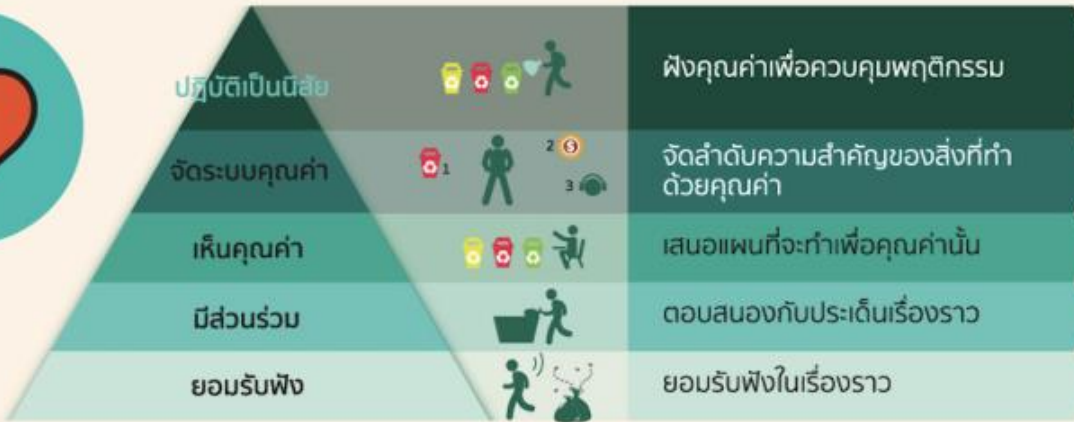 ปฏิบัติเป็นนิสัย
ฝังคุณค่าเพื่อควบคุมพฤติกรรม
จัดระบบคุณค่า
1
2 $
3
จัดลำดับความสำคัญของสิ่งที่ทำ
ด้วยคุณค่า
เห็นคุณค่า
เสนอแผนที่จะทำเพื่อคุณค่านั้น
มีส่วนร่วม
ตอบสนองกับประเด็นเรื่องราว
ยอมรับฟัง
ยอมรับฟังในเรื่องราว